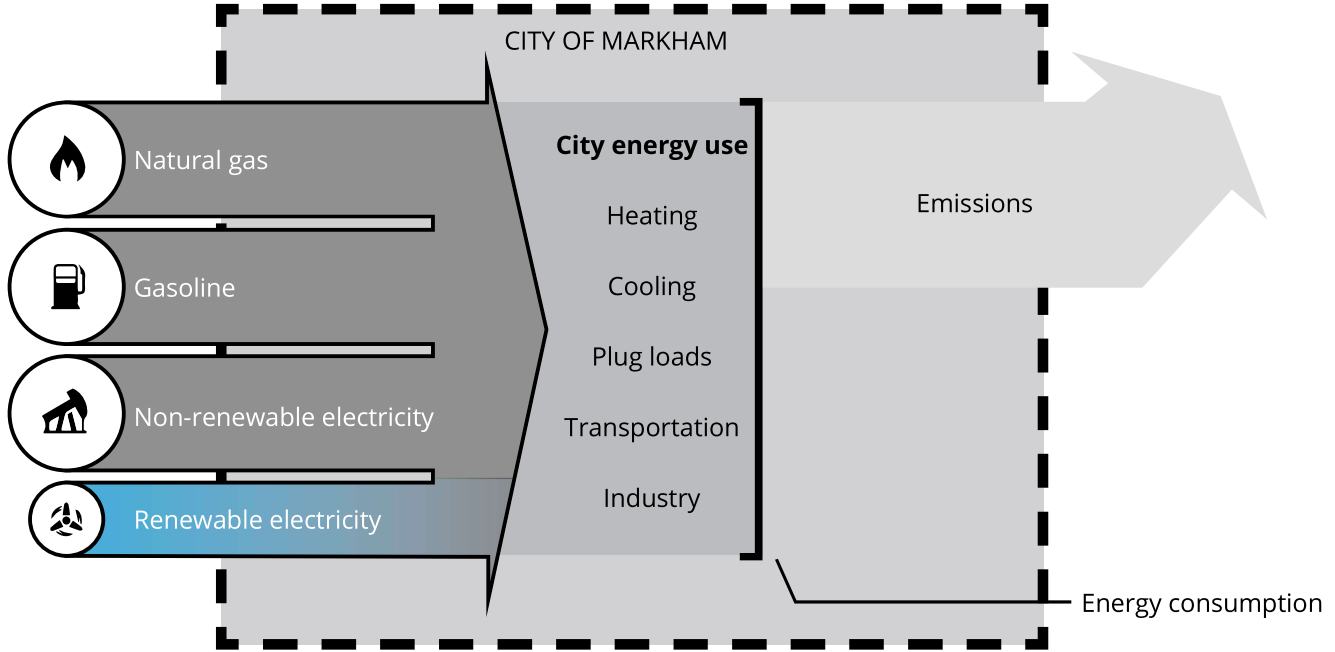 CITY OF MARKHAM
Natural gas
Gasoline
Non-renewable electricity
Renewable electricity
City energy use
Heating
Cooling
Plug loads
Transportation
Industry
Emissions
Energy consumption